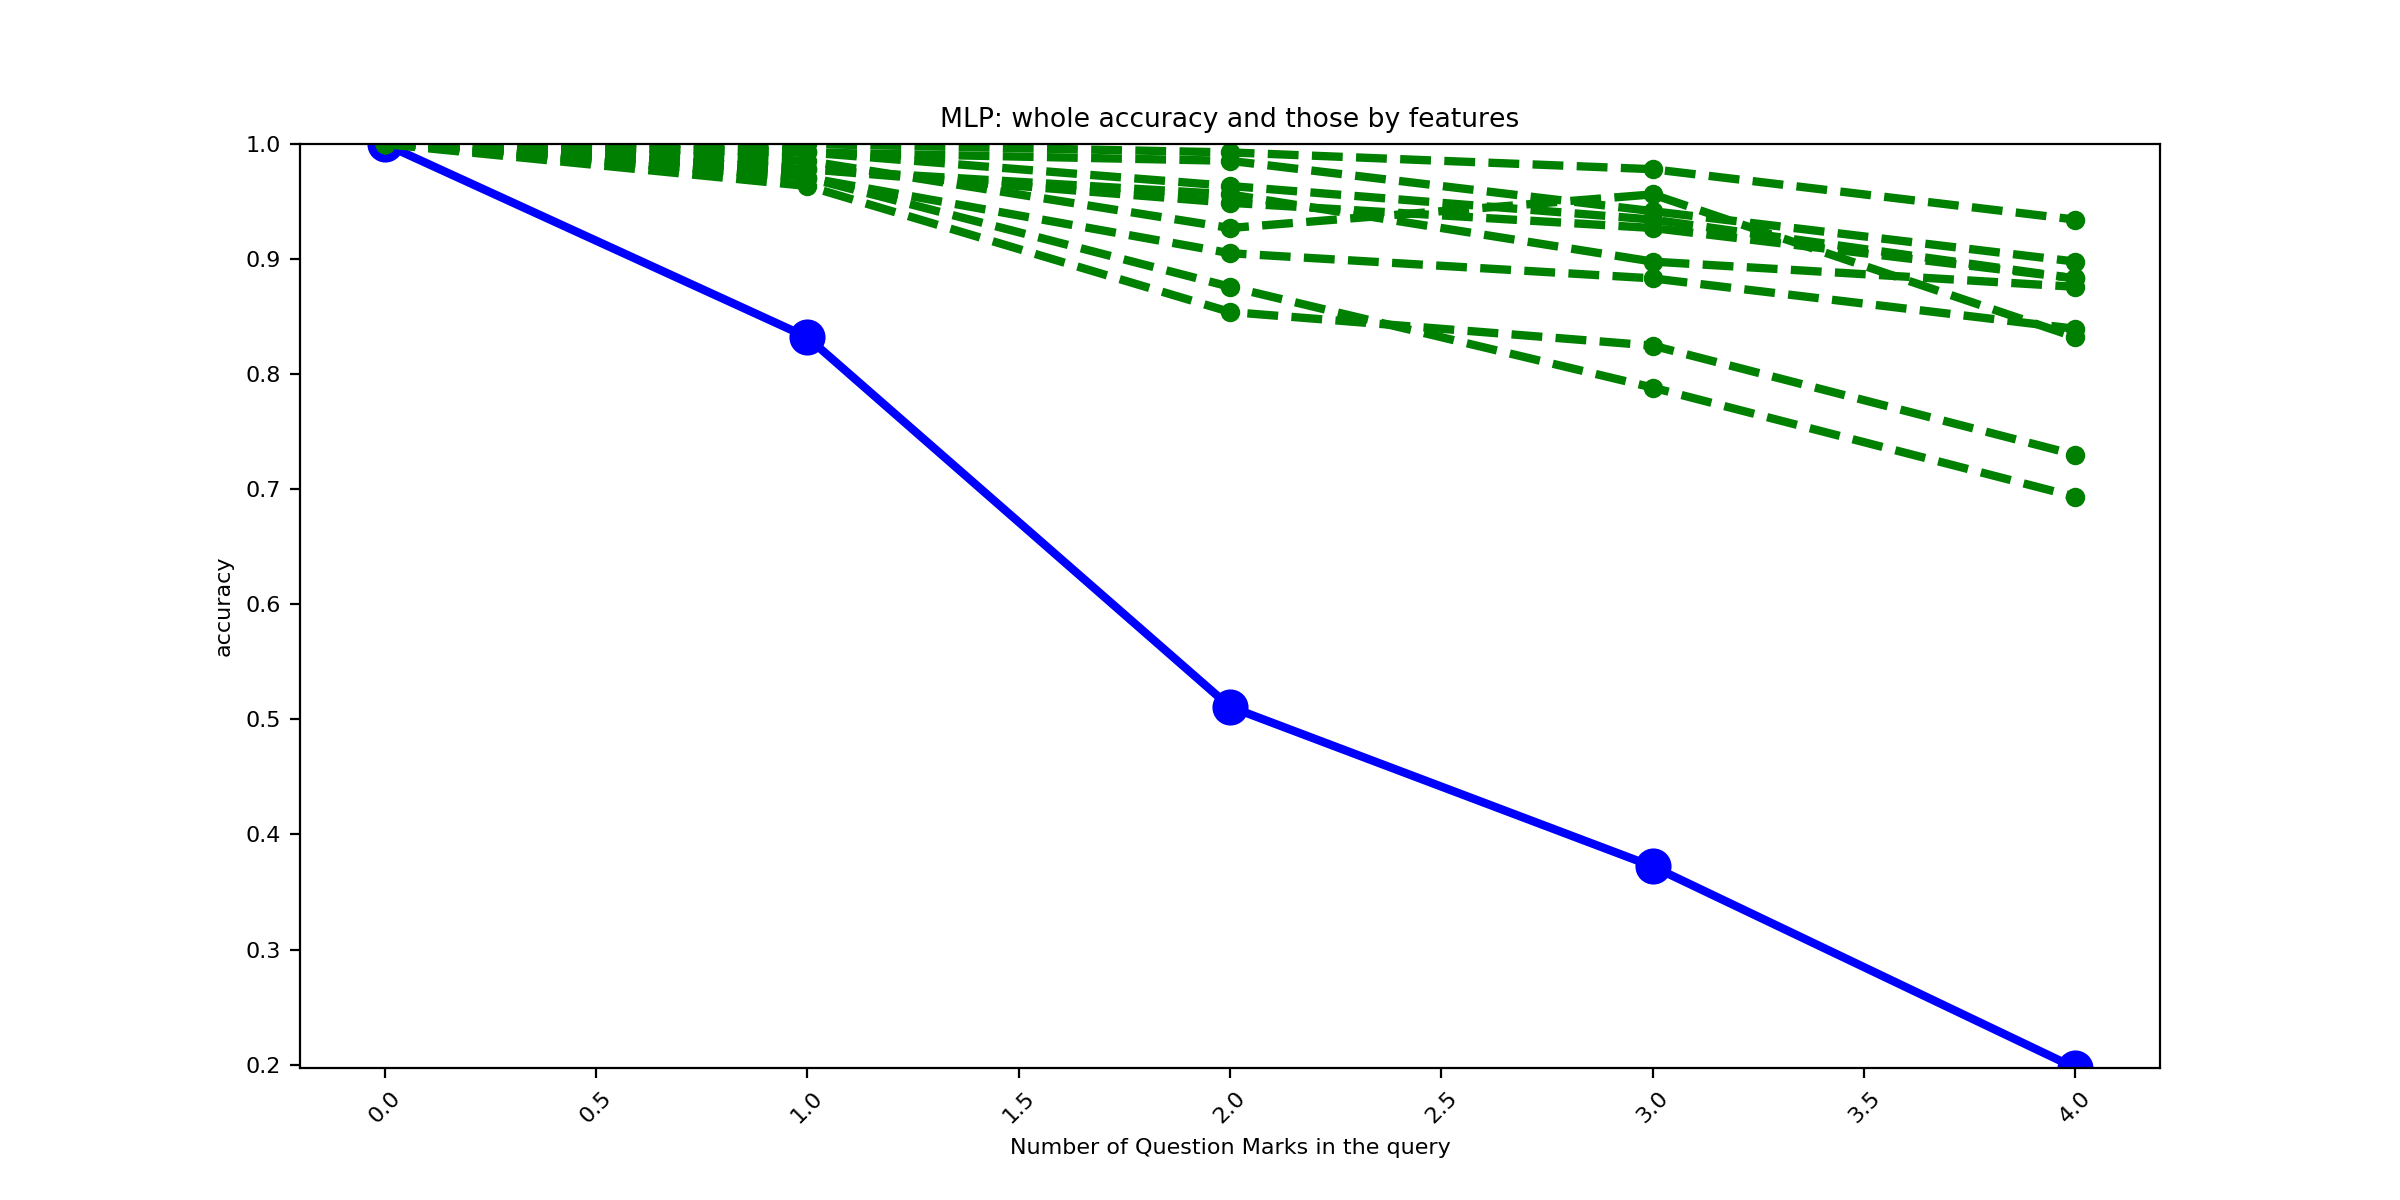 MLP: whole accuracy and those by features
1.0
0.9
0.8
0.7
0.6
0.5
0.4
0.3
0.2
accuracy
0.0 0.5 1.0 1.5 2.0 2.5 3.0 3.5 4.0
Number of Question Marks in the query